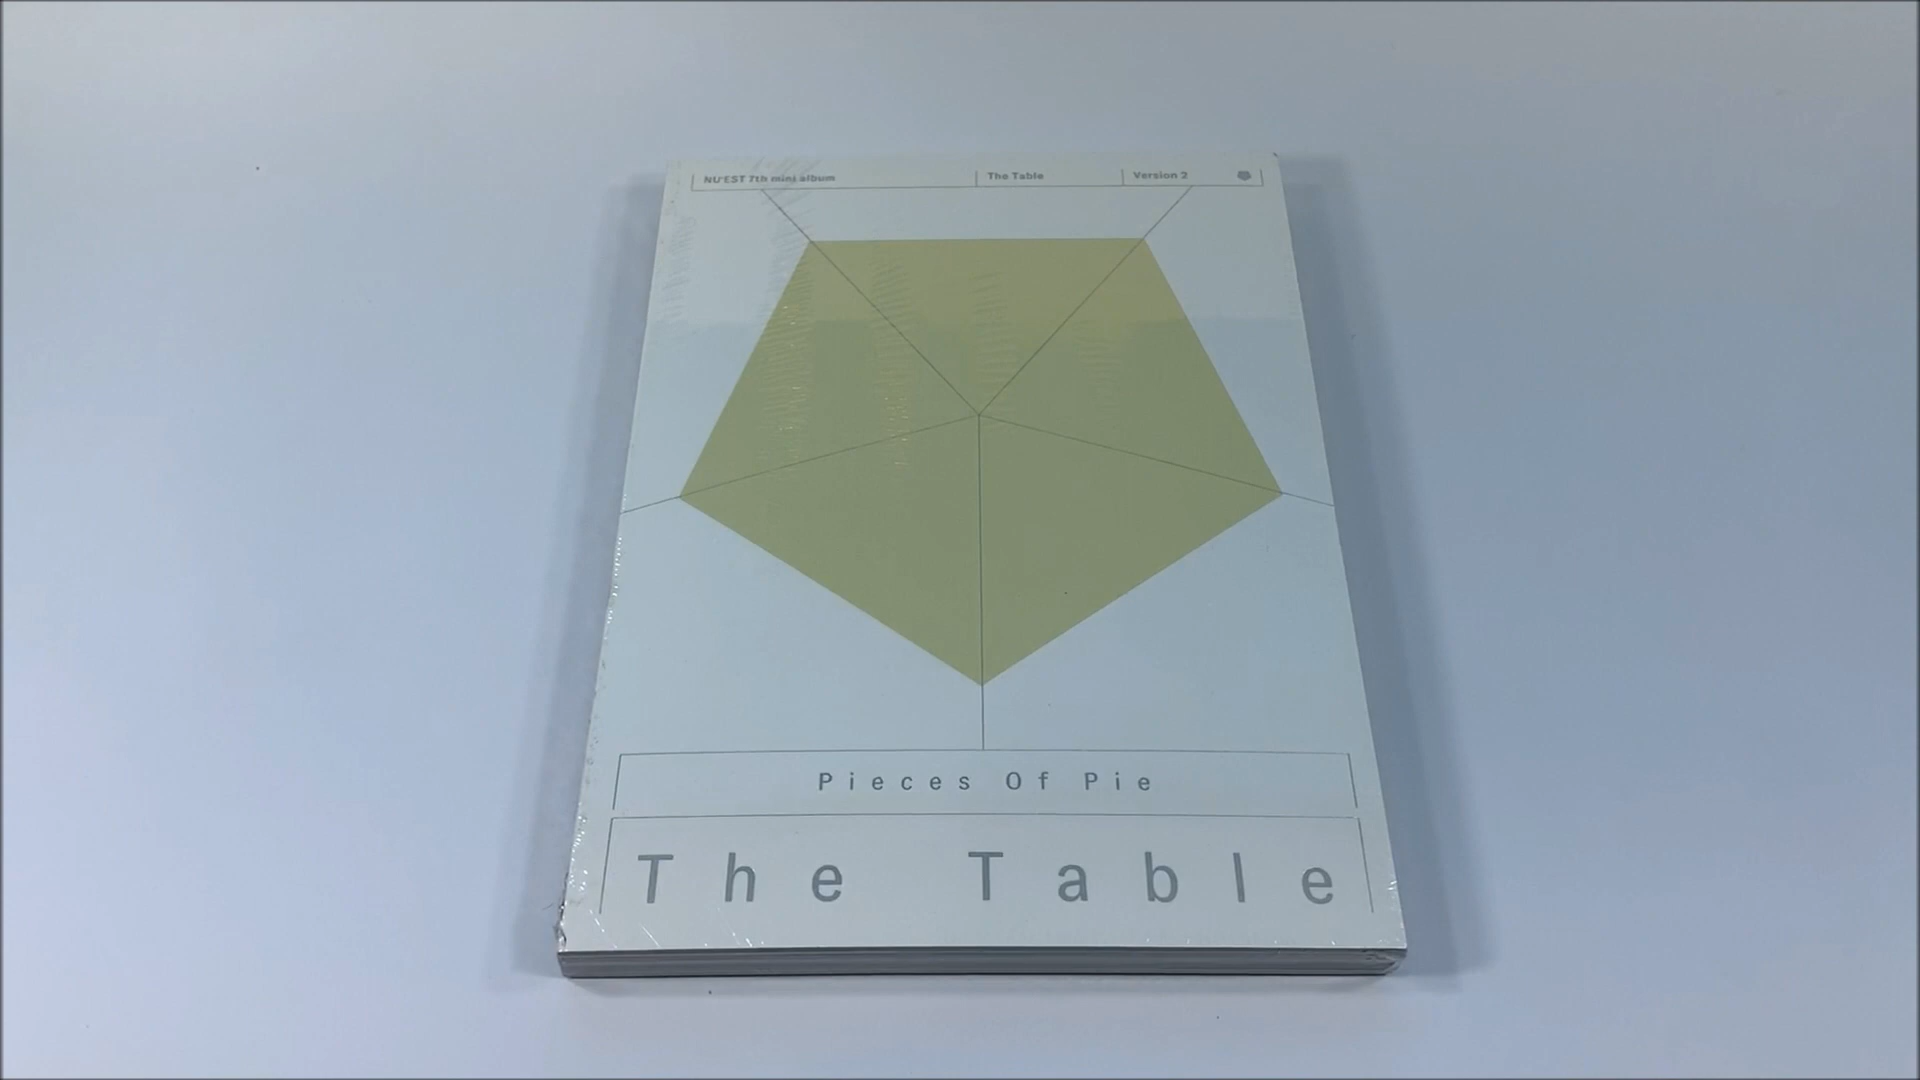 NU'EST 7th mini album The Table Version 2
Pieces Of Pie
The Table